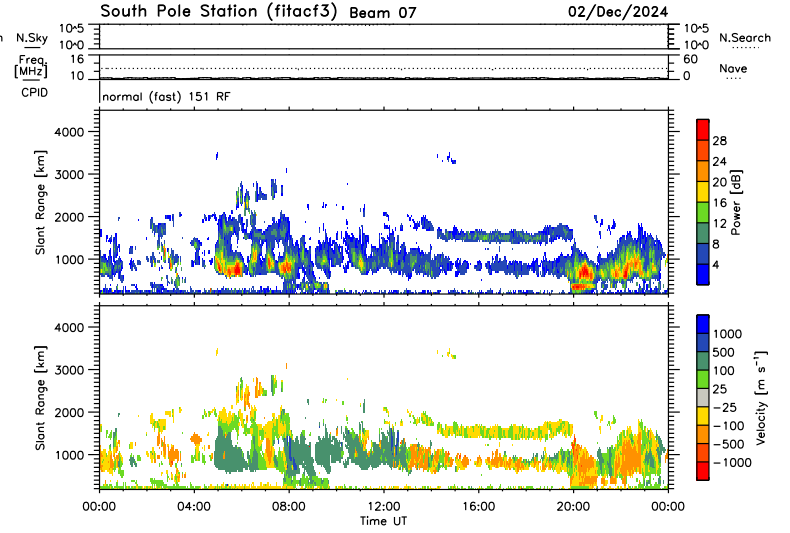 South Pole Station (fitacf3) Beam 07 02/Dec/2024
N.Sky 10^5 10^0 10^5 10^0 N.Search
Freq. [MHz] 16 10 60 0 Nave
CPID normal (fast) 151 RF
Slant Range [km]
4000
3000
2000
1000
28
24
20
16
12
8
4
Power [dB]
Slant Range [km]
4000
3000
2000
1000
1000
500
100
25
-25
-100
-500
-1000
Velocity [m s⁻¹]
00:00 04:00 08:00 12:00 16:00 20:00 00:00
Time UT